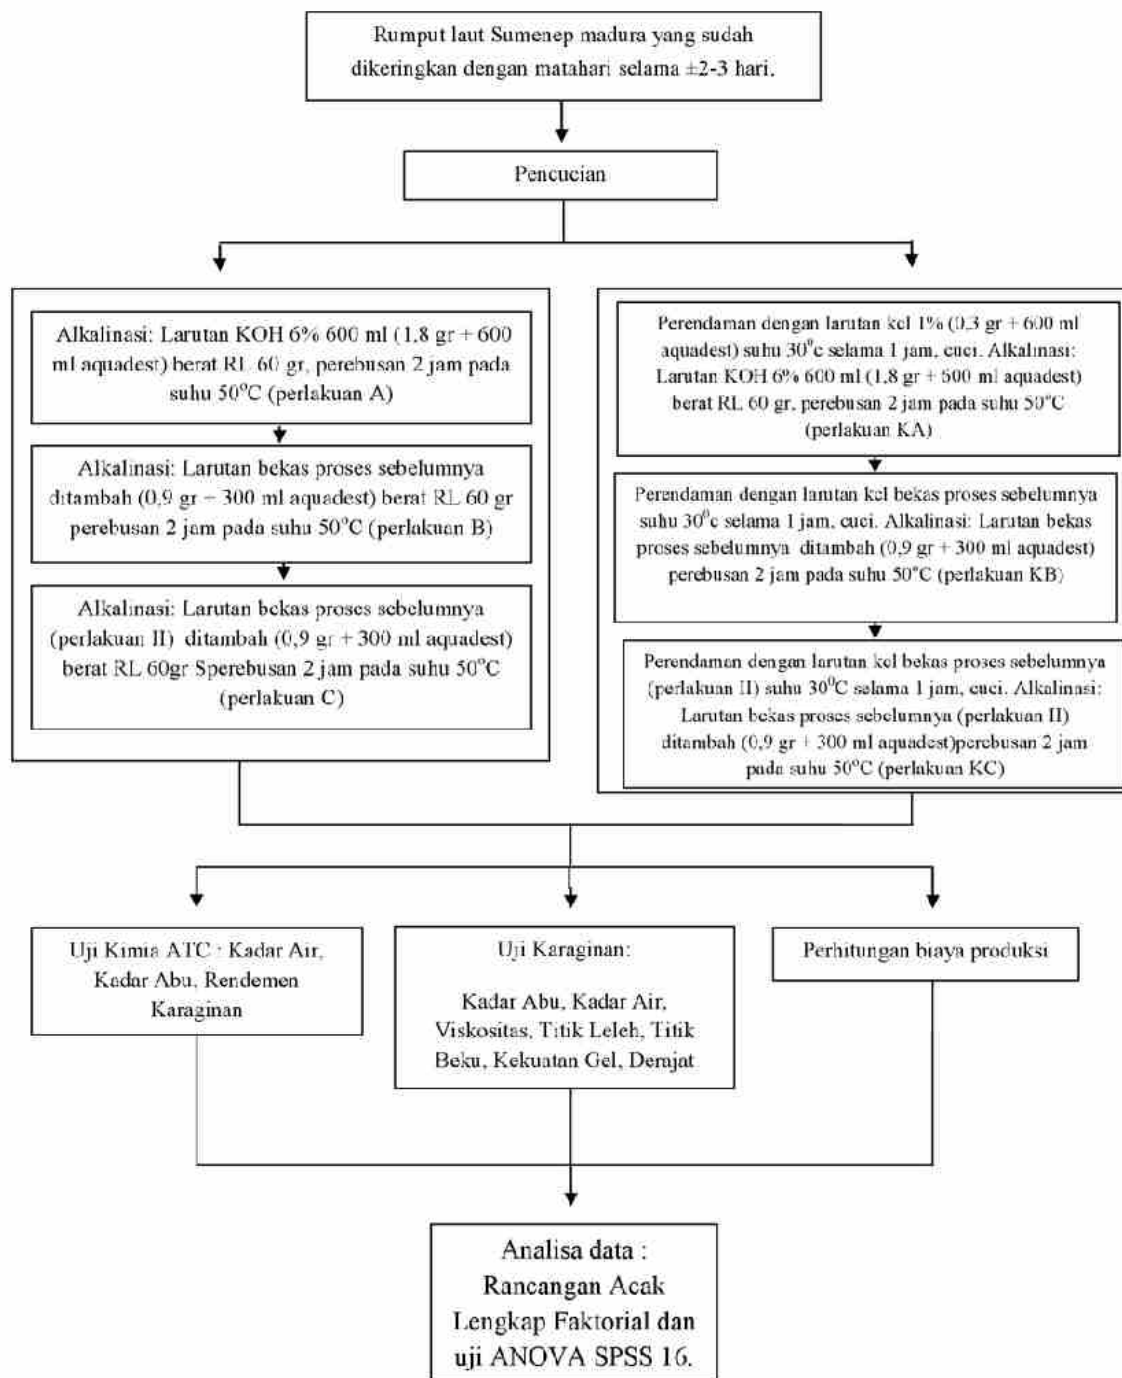 Rumput laut Sumenep madura yang sudah
dikeringkan dengan matahari selama ±2-3 hari.
Pencucian
Alkalinasi: Larutan KOH 6% 600 ml (1,8 gr + 600
ml aquadest) berat RL 60 gr, perebusan 2 jam pada
suhu 50°C (perlakuan A)
Alkalinasi: Larutan bekas proses sebelumnya
ditambah (0,9 gr + 300 ml aquadest) berat RL 60 gr
perebusan 2 jam pada suhu 50°C (perlakuan B)
Alkalinasi: Larutan bekas proses sebelumnya
(perlakuan II) ditambah (0,9 gr + 300 ml aquadest)
berat RL 60gr Sperebusan 2 jam pada suhu 50°C
(perlakuan C)
Perendaman dengan larutan kcl 1% (0,3 gr + 600 ml
aquadest) suhu 30⁰c selama 1 jam, cuci. Alkalinasi:
Larutan KOH 6% 600 ml (1,8 gr + 600 ml aquadest)
berat RL 60 gr, perebusan 2 jam pada suhu 50°C
(perlakuan KA)
Perendaman dengan larutan kcl bekas proses sebelumnya
suhu 30⁰c selama 1 jam, cuci. Alkalinasi: Larutan bekas
proses sebelumnya ditambah (0,9 gr + 300 ml aquadest)
perebusan 2 jam pada suhu 50°C (perlakuan KB)
Perendaman dengan larutan kcl bekas proses sebelumnya
(perlakuan II) suhu 30⁰C selama 1 jam, cuci. Alkalinasi:
Larutan bekas proses sebelumnya (perlakuan II)
ditambah (0,9 gr + 300 ml aquadest)perebusan 2 jam
pada suhu 50°C (perlakuan KC)
Uji Kimia ATC : Kadar Air,
Kadar Abu, Rendemen
Karaginan
Uji Karaginan:
Kadar Abu, Kadar Air,
Viskositas, Titik Leleh, Titik
Beku, Kekuatan Gel, Derajat
Perhitungan biaya produksi
Analisa data :
Rancangan Acak
Lengkap Faktorial dan
uji ANOVA SPSS 16.